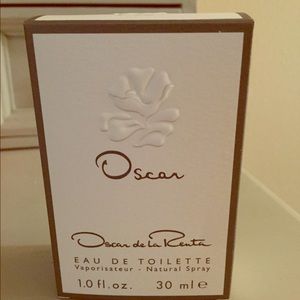 Oscar
Oscar de la Renta
EAU DE TOILETTE
Vaporisateur - Natural Spray
1.0 fl.oz. 30 ml e